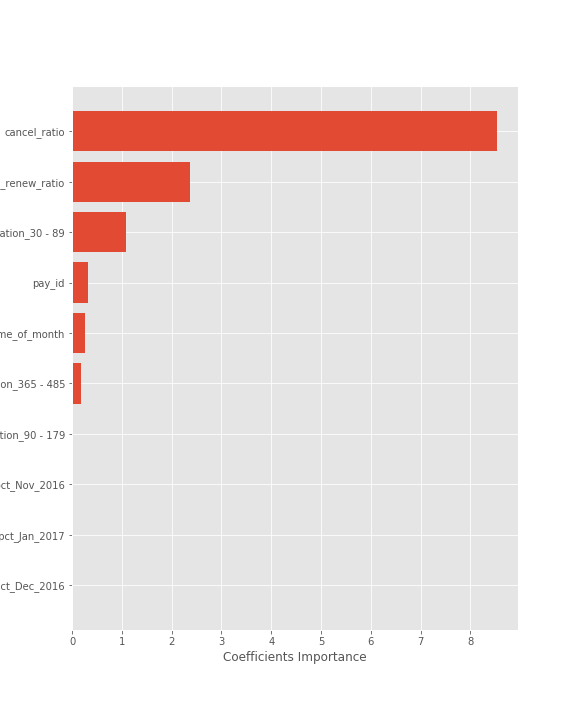 cancel_ratio
_renew_ratio
ation_30 - 89
pay_id
me_of_month
on_365 - 485
tion_90 - 179
ct_Nov_2016
oct_Jan_2017
ct_Dec_2016
0 1 2 3 4 5 6 7 8
Coefficients Importance